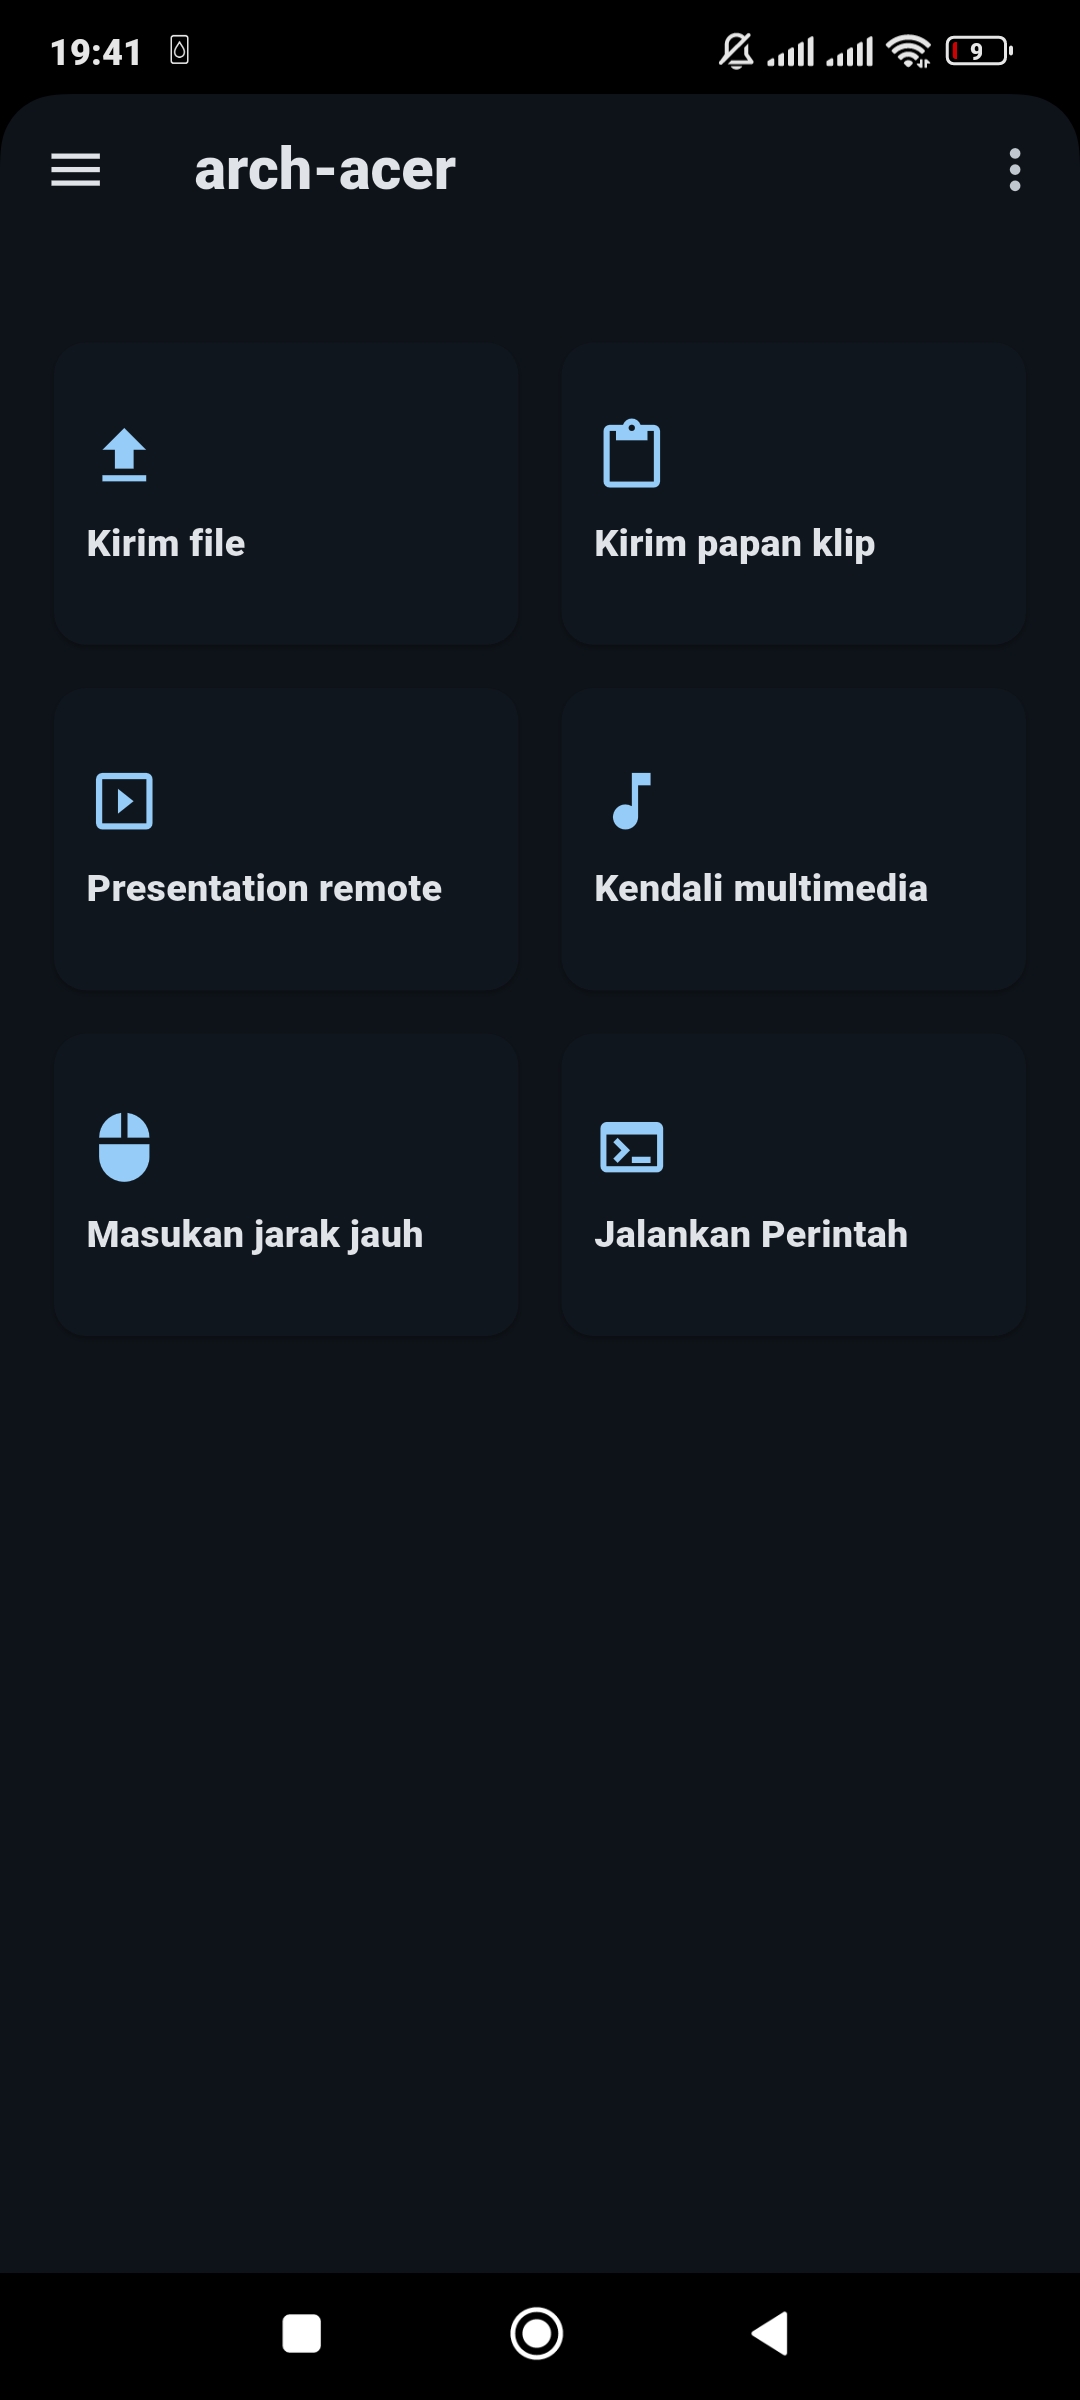 19:41
9
arch-acer
Kirim file
Kirim papan klip
Presentation remote
Kendali multimedia
Masukan jarak jauh
Jalankan Perintah